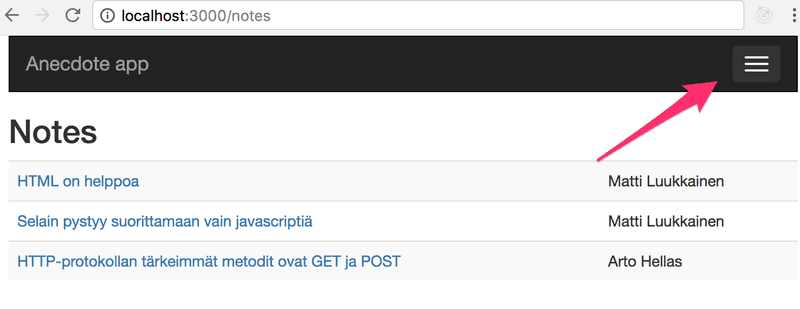 localhost:3000/notes
Anecdote app
Notes
HTML on helppoa Matti Luukkainen
Selain pystyy suorittamaan vain javascriptiä Matti Luukkainen
HTTP-protokollan tärkeimmät metodit ovat GET ja POST Arto Hellas